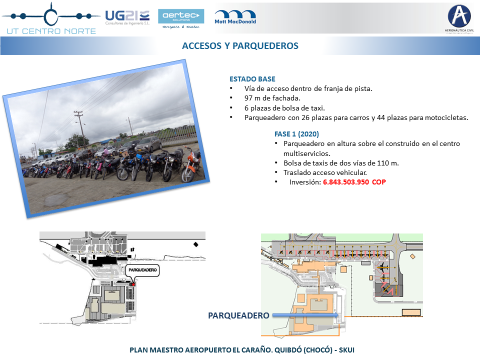 UT CENTRO NORTE
UG21
aertec
Matt MacDonald
AERONÁUTICA CIVIL
ACCESOS Y PARQUEDEROS
ESTADO BASE
• Vía de acceso dentro de franja de pista.
• 97 m de fachada.
• 6 plazas de bolsa de taxi.
• Parqueadero con 26 plazas para carros y 44 plazas para motocicletas.
FASE 1 (2020)
• Parqueadero en altura sobre el construido en el centro
multiservicios.
• Bolsa de taxis de dos vías de 110 m.
• Traslado acceso vehicular.
• Inversión: 6.843.503.950 COP
PARQUEADERO
PARQUEADERO
PLAN MAESTRO AEROPUERTO EL CARAÑO. QUIBDÓ (CHOCÓ) - SKUI